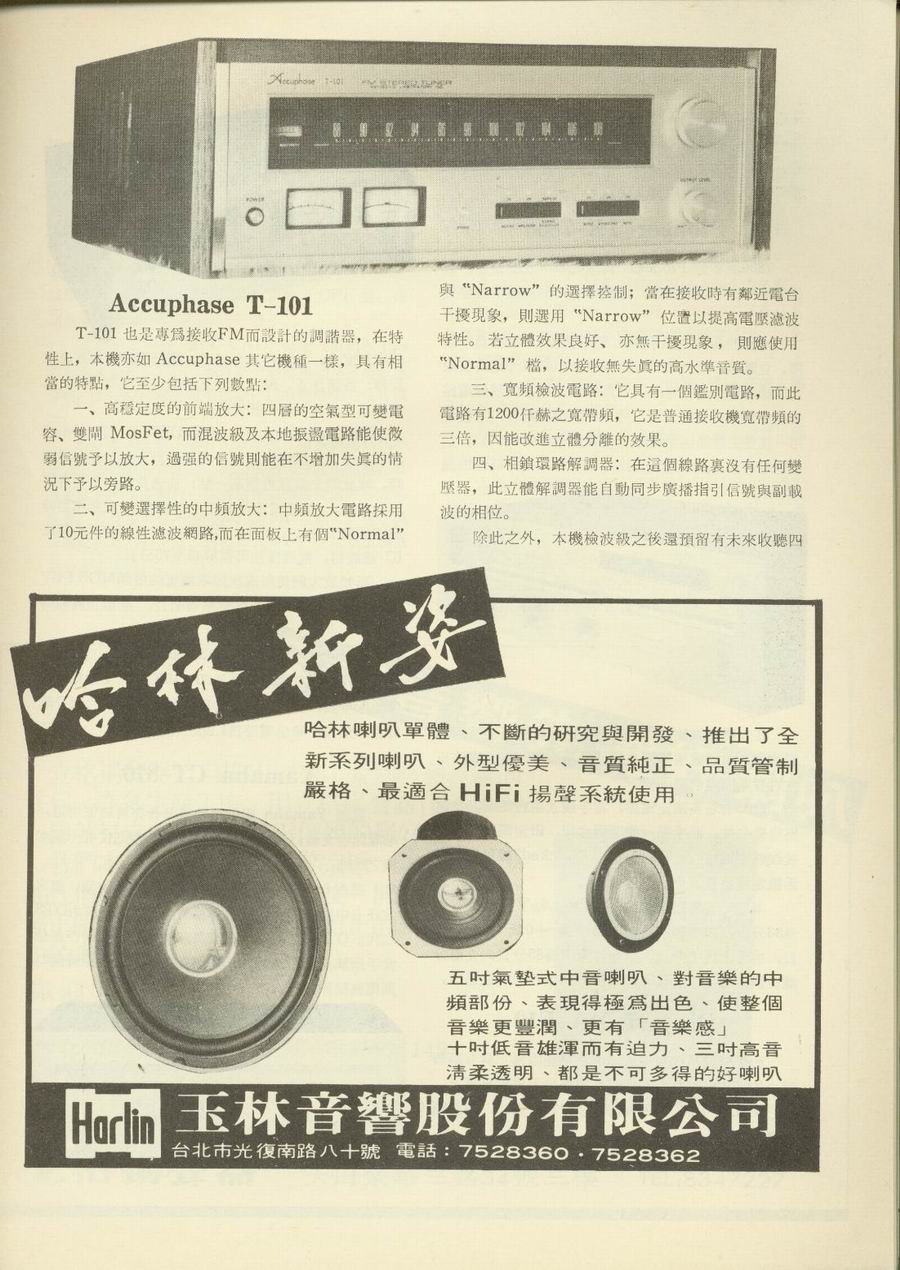 Accuphase T-101 FM STEREO TUNER
88 90 92 94 96 98 100 102 104 106 108
POWER
OUTPUT LEVEL
Accuphase T-101
T-101 也是專爲接收FM而設計的調諧器，在特
性上，本機亦如 Accuphase 其它機種一樣，具有相
當的特點，它至少包括下列數點：
一、高穩定度的前端放大：四層的空氣型可變電
容、雙閘 MosFet，而混波級及本地振盪電路能使微
弱信號予以放大，過强的信號則能在不增加失眞的情
況下予以旁路。
二、可變選擇性的中頻放大：中頻放大電路採用
了10元件的線性濾波網路,而在面板上有個“Normal”
與 “Narrow” 的選擇控制；當在接收時有鄰近電台
干擾現象，則選用 “Narrow” 位置以提高電壓濾波
特性。若立體效果良好、亦無干擾現象，則應使用
“Normal” 檔，以接收無失眞的高水準音質。
三、寬頻檢波電路：它具有一個鑑別電路，而此
電路有1200仟赫之寬帶頻，它是普通接收機寬帶頻的
三倍，因能改進立體分離的效果。
四、相鎖環路解調器：在這個線路裏沒有任何變
壓器，此立體解調器能自動同步廣播指引信號與副載
波的相位。
除此之外，本機檢波級之後還預留有未來收聽四
哈林新姿
哈林喇叭單體、不斷的研究與開發、推出了全
新系列喇叭、外型優美、音質純正、品質管制
嚴格、最適合 HiFi 揚聲系統使用。
五吋氣墊式中音喇叭、對音樂的中
頻部份、表現得極爲出色、使整個
音樂更豐潤、更有「音樂感」
十吋低音雄渾而有迫力、三吋高音
淸柔透明、都是不可多得的好喇叭
Harlin 玉林音響股份有限公司
台北市光復南路八十號 電話：7528360・7528362